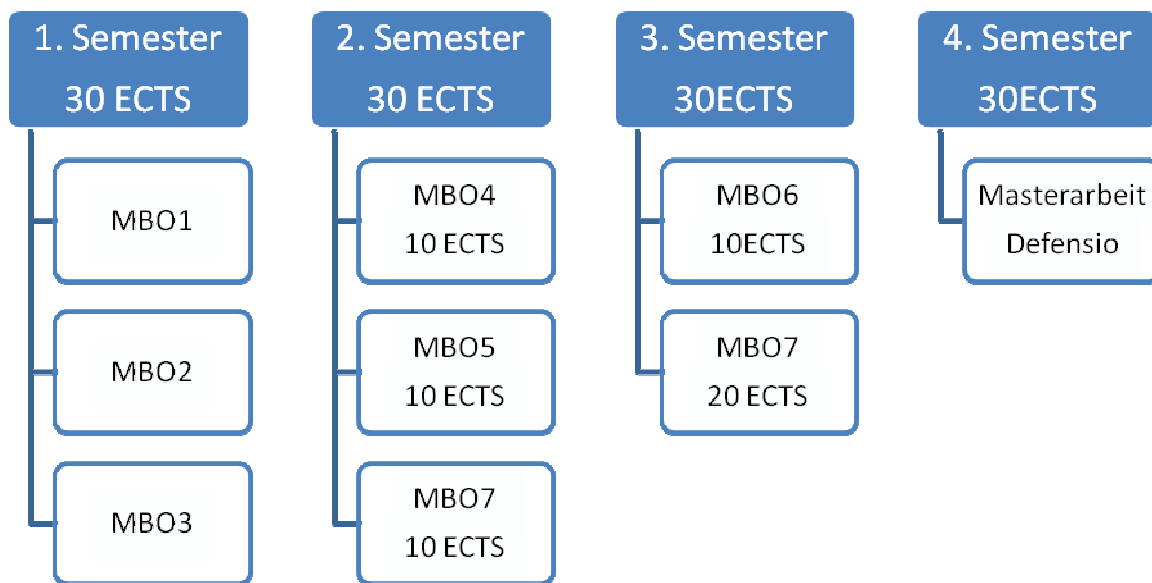 1. Semester
30 ECTS
MBO1
MBO2
MBO3
2. Semester
30 ECTS
MBO4
10 ECTS
MBO5
10 ECTS
MBO7
10 ECTS
3. Semester
30ECTS
MBO6
10ECTS
MBO7
20 ECTS
4. Semester
30ECTS
Masterarbeit
Defensio